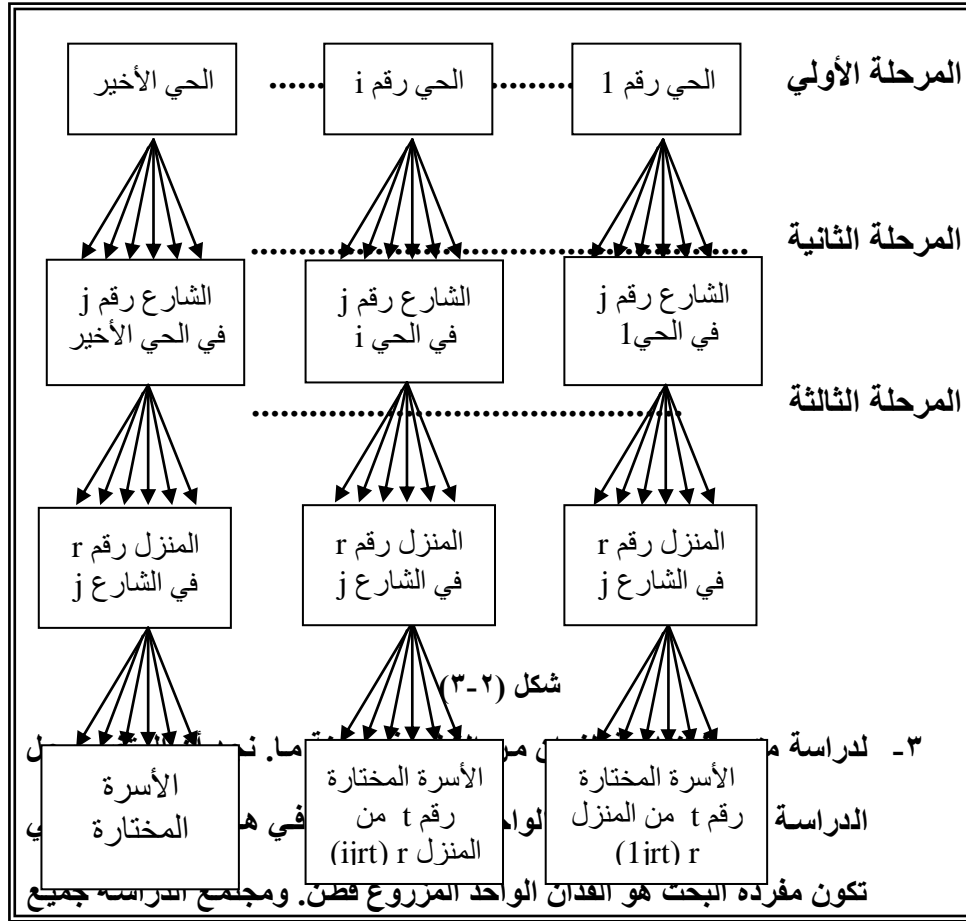 المرحلة الأولي
الحي رقم 1
الحي رقم i
الحي الأخير
المرحلة الثانية
الشارع رقم j
في الحي1
الشارع رقم j
في الحي i
الشارع رقم j
في الحي الأخير
المرحلة الثالثة
المنزل رقم r
في الشارع j
المنزل رقم r
في الشارع j
المنزل رقم r
في الشارع j
شكل (٢-٣)
الأسرة المختارة
رقم t من المنزل
r (1jrt)
الأسرة المختارة
رقم t من
المنزل r (ijrt)
الأسرة
المختارة
٣- لدراسة ما. نجد
الدراسة
تكون مفردة البحث هو الفدان الواحد المزروع قطن. ومجتمع الدراسة جميع